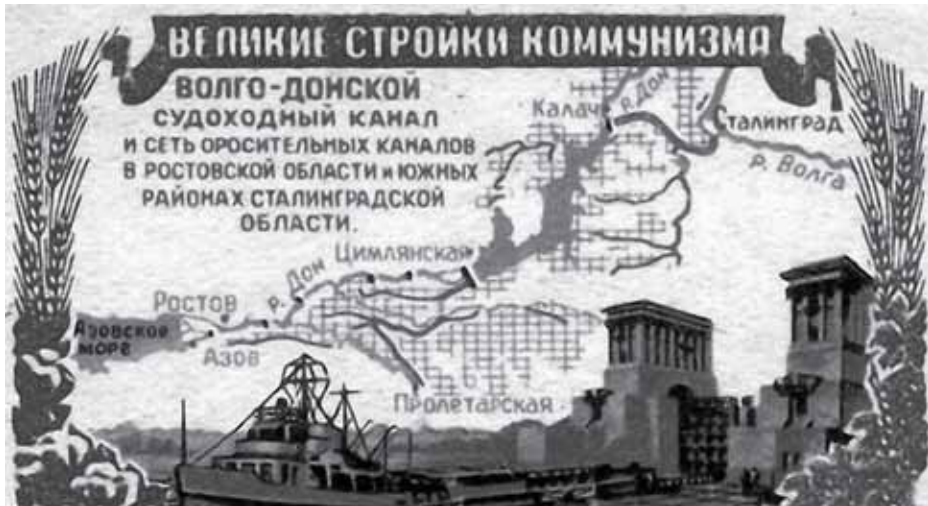 ВЕЛИКИЕ СТРОЙКИ КОММУНИЗМА
ВОЛГО-ДОНСКОЙ
СУДОХОДНЫЙ КАНАЛ
И СЕТЬ ОРОСИТЕЛЬНЫХ КАНАЛОВ
В РОСТОВСКОЙ ОБЛАСТИ И ЮЖНЫХ
РАЙОНАХ СТАЛИНГРАДСКОЙ
ОБЛАСТИ.
Калач
р. Дон
Сталинград
р. Волга
Цимлянская
р. Дон
Ростов
Азовское
море
Азов
Пролетарская